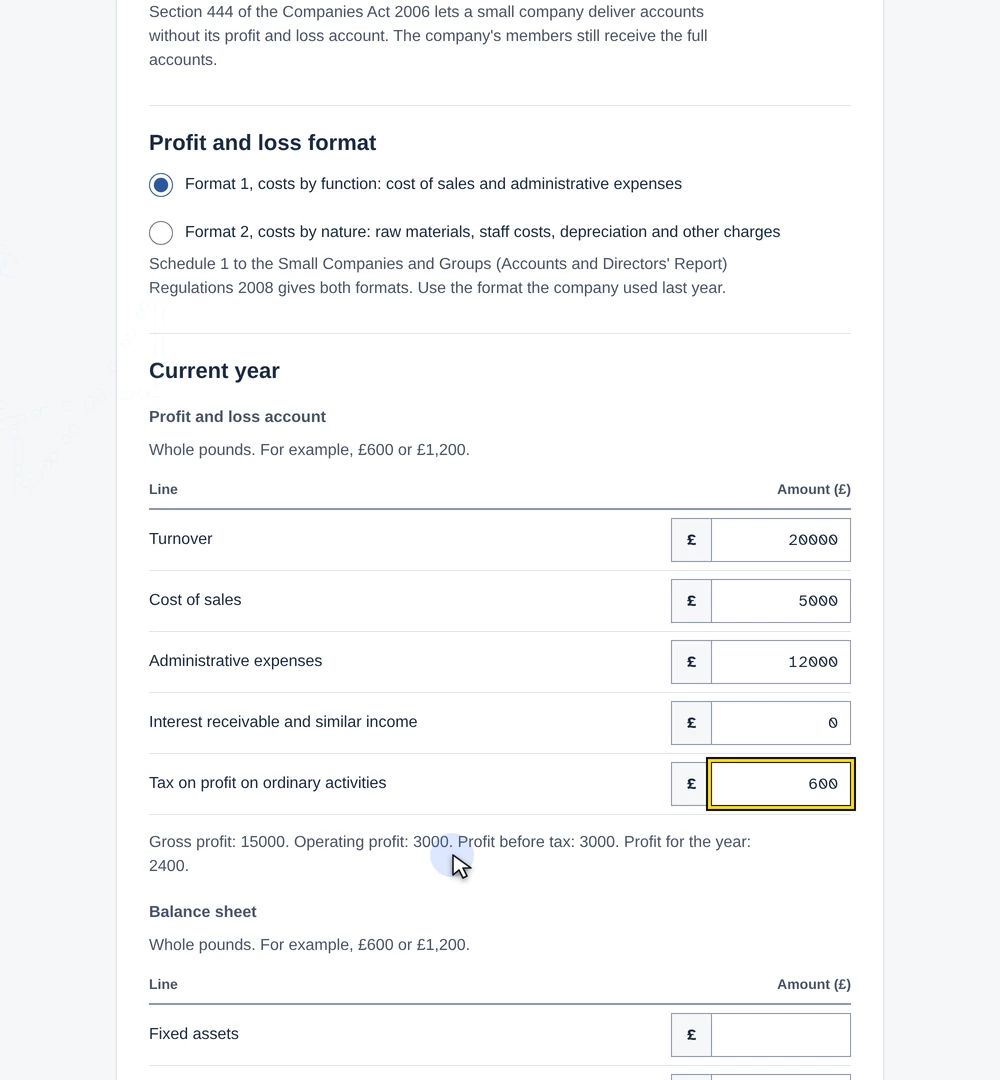 Section 444 of the Companies Act 2006 lets a small company deliver accounts
without its profit and loss account. The company's members still receive the full
accounts.
Profit and loss format
Format 1, costs by function: cost of sales and administrative expenses
Format 2, costs by nature: raw materials, staff costs, depreciation and other charges
Schedule 1 to the Small Companies and Groups (Accounts and Directors' Report)
Regulations 2008 gives both formats. Use the format the company used last year.
Current year
Profit and loss account
Whole pounds. For example, £600 or £1,200.
Line Amount (£)
Turnover £ 20000
Cost of sales £ 5000
Administrative expenses £ 12000
Interest receivable and similar income £ 0
Tax on profit on ordinary activities £ 600
Gross profit: 15000. Operating profit: 3000. Profit before tax: 3000. Profit for the year:
2400.
Balance sheet
Whole pounds. For example, £600 or £1,200.
Line Amount (£)
Fixed assets £